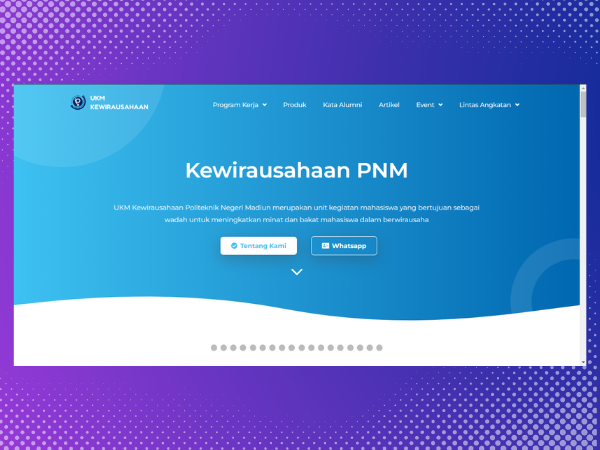 UKM
KEWIRAUSAHAAN
Program Kerja
Produk
Kata Alumni
Artikel
Event
Lintas Angkatan
Kewirausahaan PNM
UKM Kewirausahaan Politeknik Negeri Madiun merupakan unit kegiatan mahasiswa yang bertujuan sebagai
wadah untuk meningkatkan minat dan bakat mahasiswa dalam berwirausaha
Tentang Kami
Whatsapp